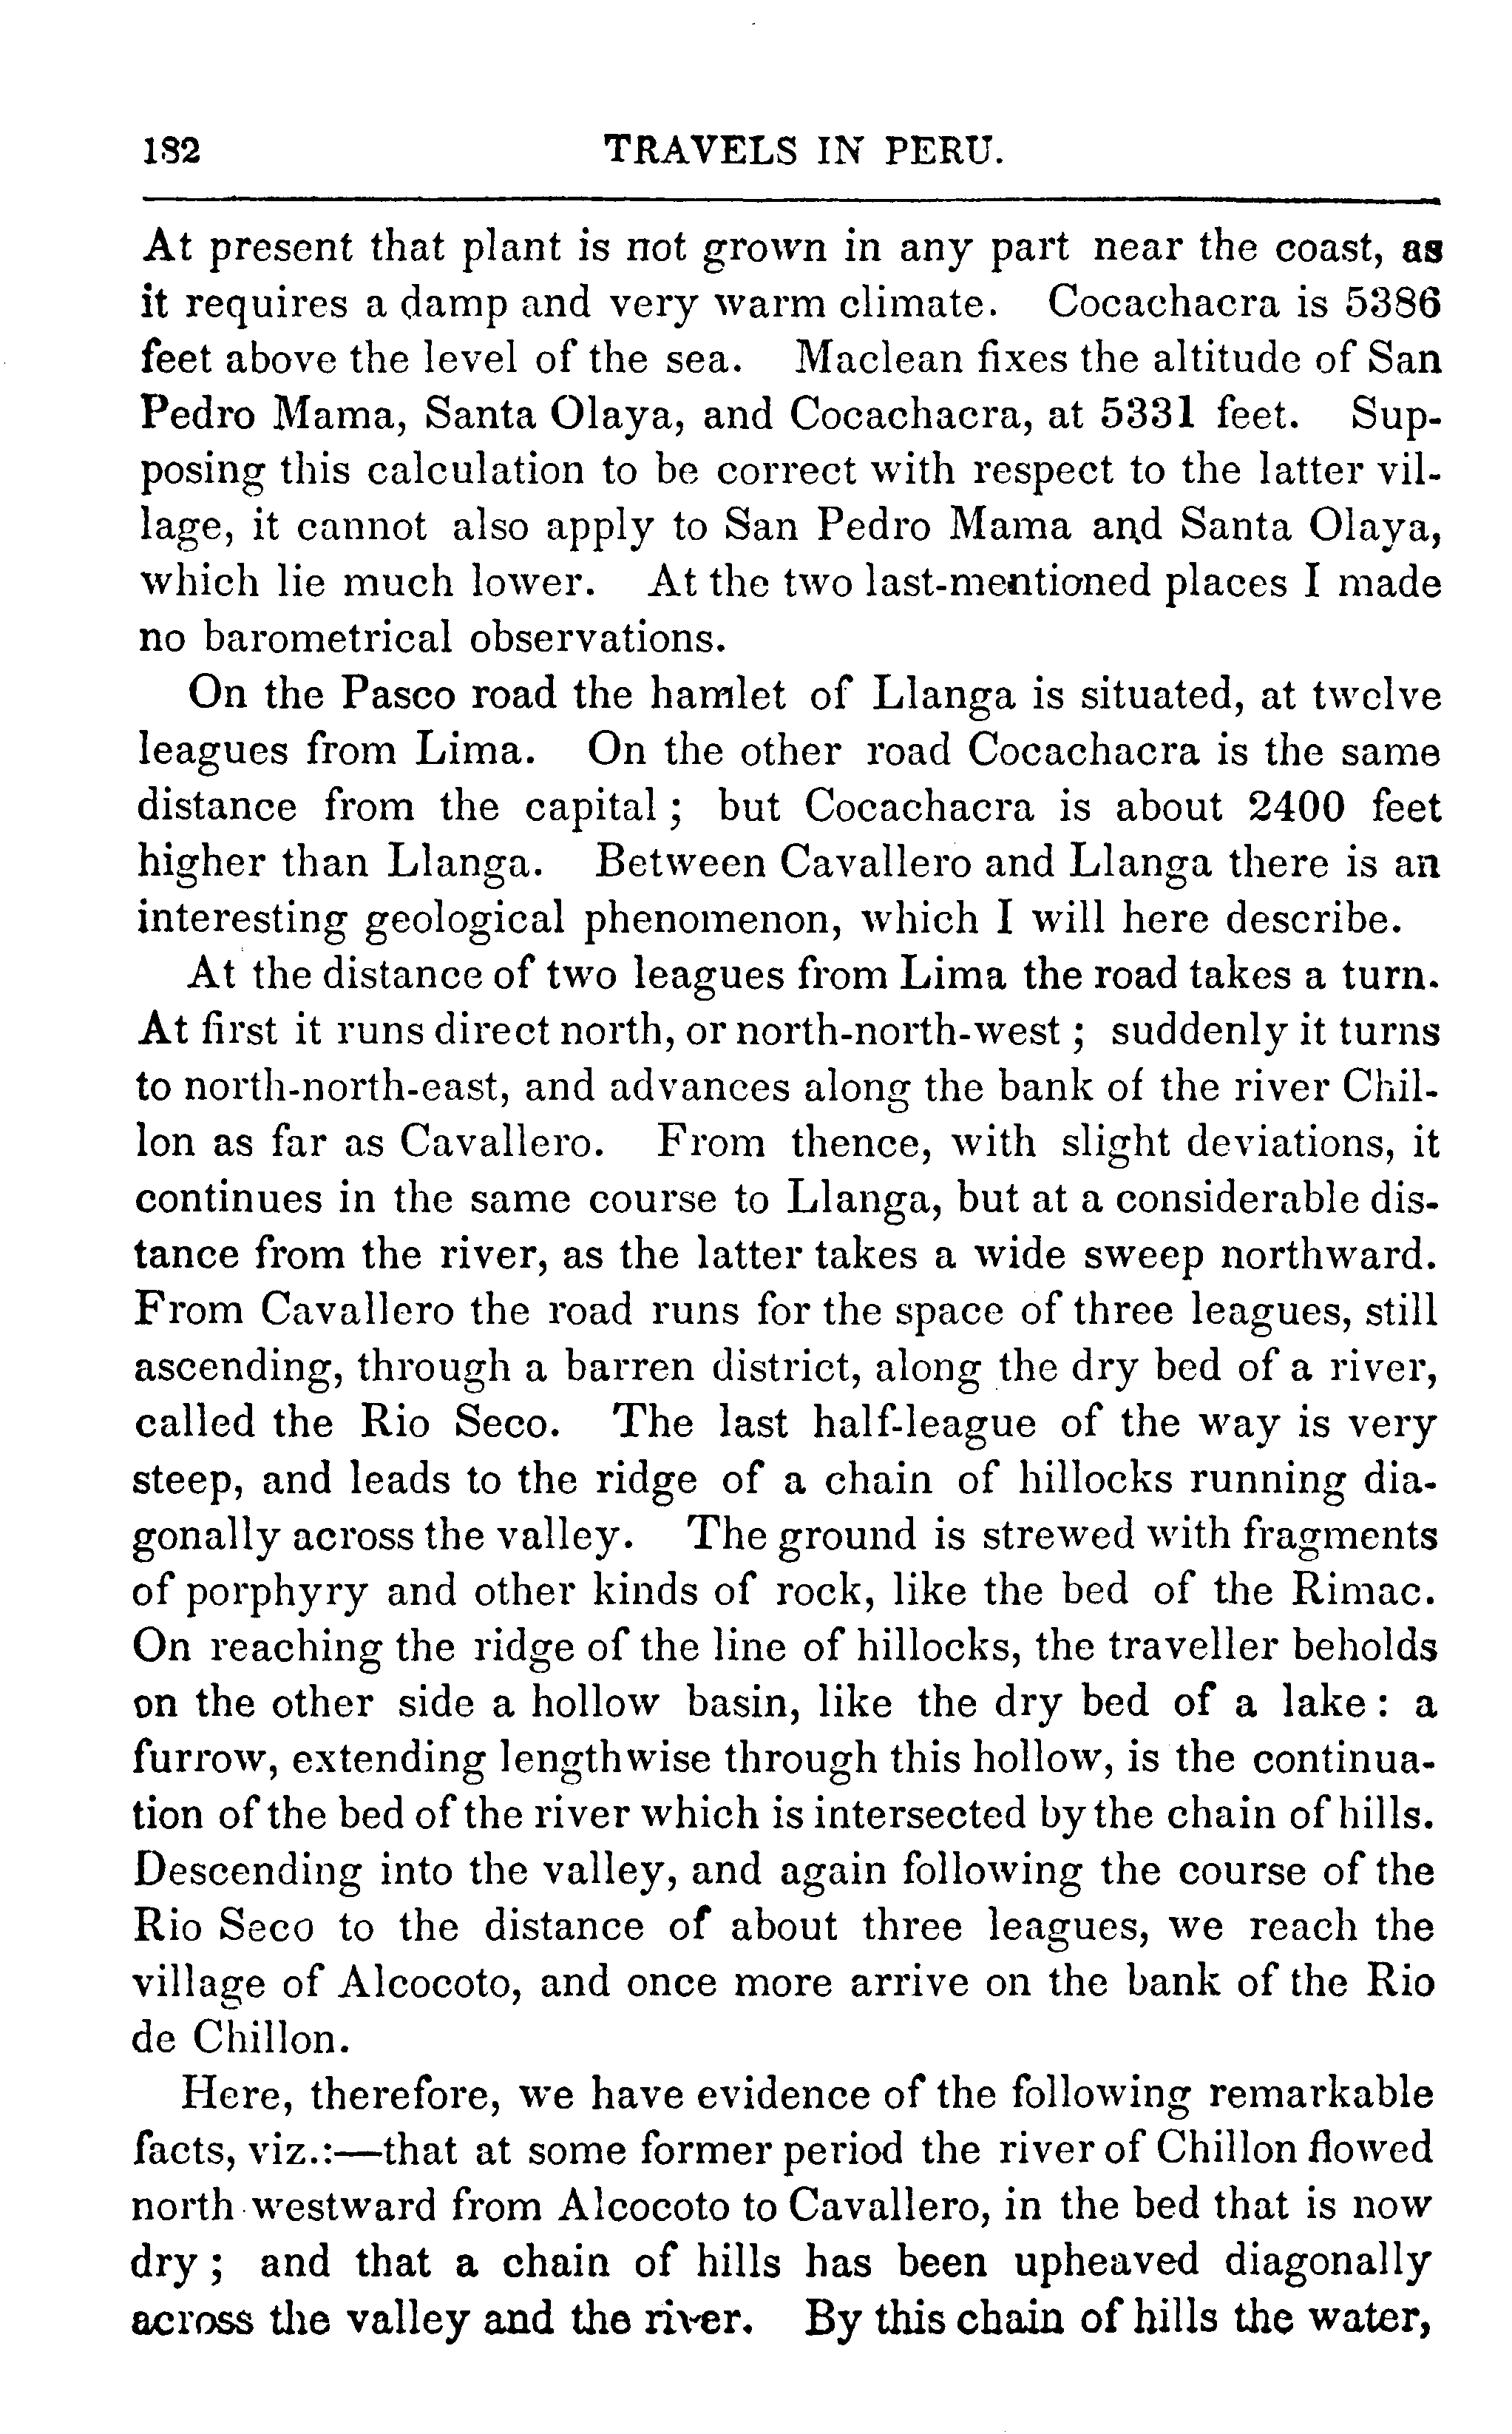 182 TRAVELS IN PERU.
At present that plant is not grown in any part near the coast, as
it requires a damp and very warm climate. Cocachacra is 5386
feet above the level of the sea. Maclean fixes the altitude of San
Pedro Mama, Santa Olaya, and Cocachacra, at 5331 feet. Sup-
posing this calculation to be correct with respect to the latter vil-
lage, it cannot also apply to San Pedro Mama and Santa Olaya,
which lie much lower. At the two last-mentioned places I made
no barometrical observations.
On the Pasco road the hamlet of Llanga is situated, at twelve
leagues from Lima. On the other road Cocachacra is the same
distance from the capital; but Cocachacra is about 2400 feet
higher than Llanga. Between Cavallero and Llanga there is an
interesting geological phenomenon, which I will here describe.
At the distance of two leagues from Lima the road takes a turn.
At first it runs direct north, or north-north-west; suddenly it turns
to north-north-east, and advances along the bank of the river Chil-
lon as far as Cavallero. From thence, with slight deviations, it
continues in the same course to Llanga, but at a considerable dis-
tance from the river, as the latter takes a wide sweep northward.
From Cavallero the road runs for the space of three leagues, still
ascending, through a barren district, along the dry bed of a river,
called the Rio Seco. The last half-league of the way is very
steep, and leads to the ridge of a chain of hillocks running dia-
gonally across the valley. The ground is strewed with fragments
of porphyry and other kinds of rock, like the bed of the Rimac.
On reaching the ridge of the line of hillocks, the traveller beholds
on the other side a hollow basin, like the dry bed of a lake: a
furrow, extending lengthwise through this hollow, is the continua-
tion of the bed of the river which is intersected by the chain of hills.
Descending into the valley, and again following the course of the
Rio Seco to the distance of about three leagues, we reach the
village of Alcocoto, and once more arrive on the bank of the Rio
de Chillon.
Here, therefore, we have evidence of the following remarkable
facts, viz.:—that at some former period the river of Chillon flowed
north westward from Alcocoto to Cavallero, in the bed that is now
dry; and that a chain of hills has been upheaved diagonally
across the valley and the river. By this chain of hills the water,